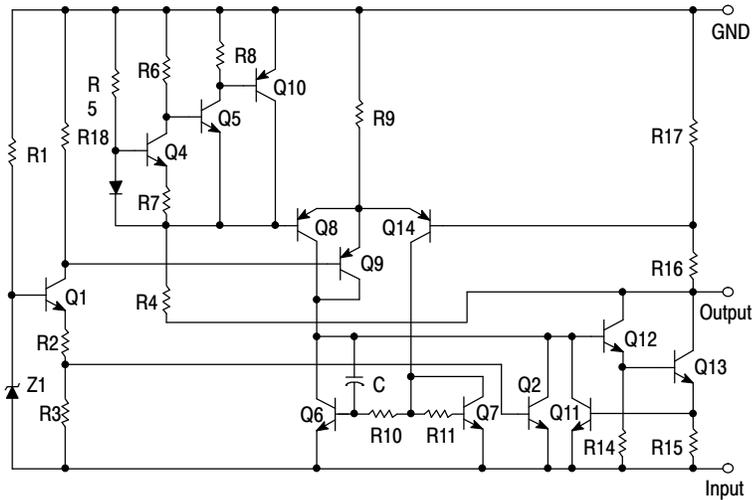 GND
R8
R
5
R6
Q10
Q5
R9
R18
R17
R1
Q4
R7
Q8
Q14
Q9
R16
Q1
R4
Output
R2
Q12
Q13
Z1
C
Q2
R3
Q6
Q7
Q11
R10
R11
R14
R15
Input